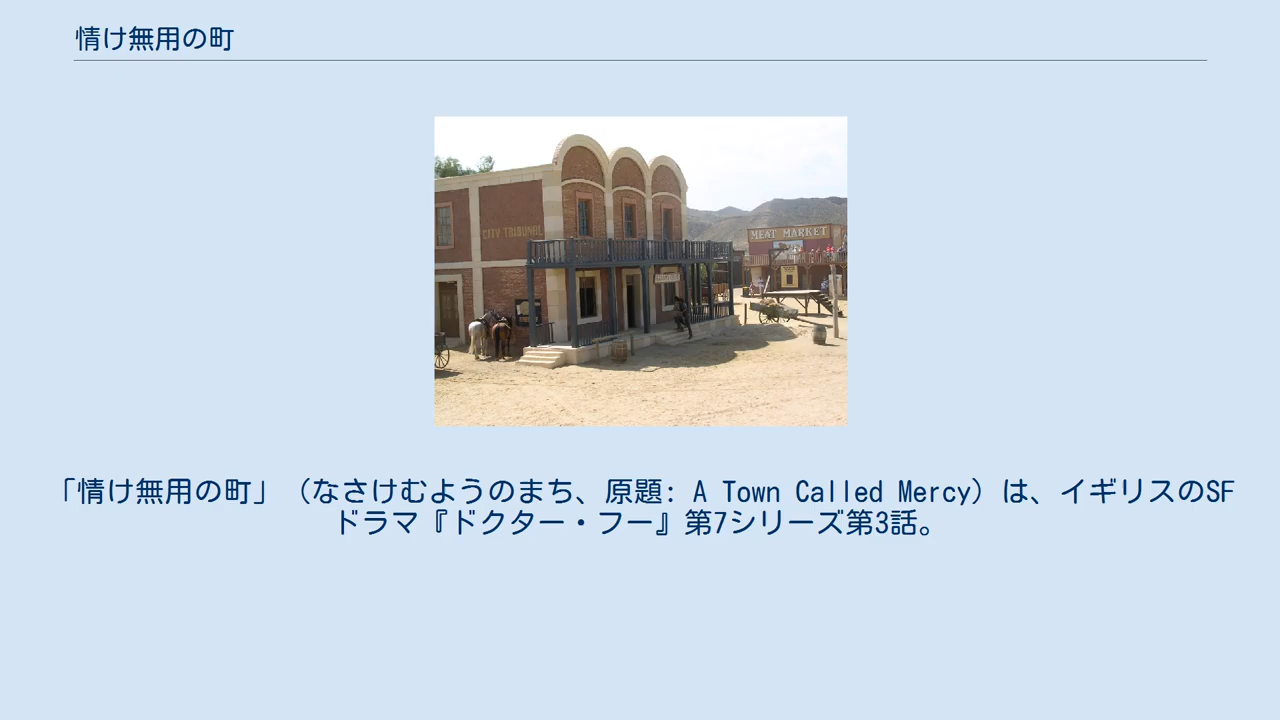 情け無用の町
CITY TRIBUNAL
MEAT MARKET
「情け無用の町」（なさけむようのまち、原題: A Town Called Mercy）は、イギリスのSF
ドラマ『ドクター・フー』第7シリーズ第3話。